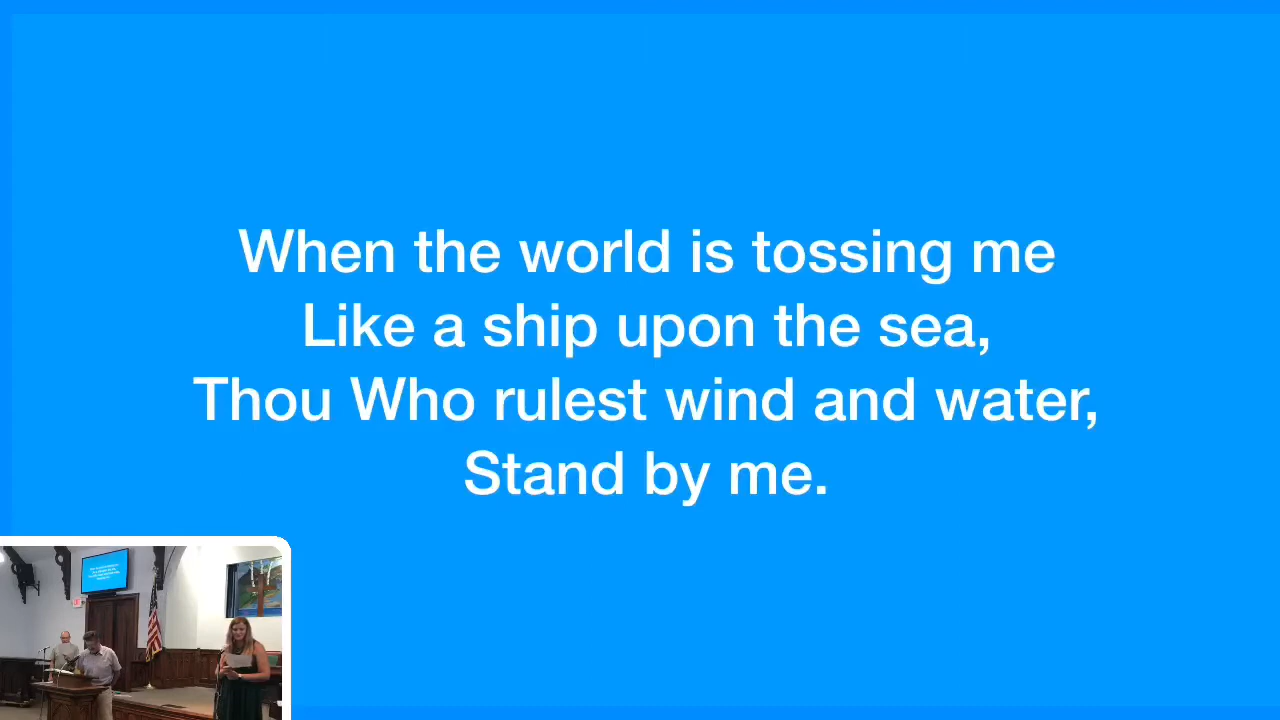 When the world is tossing me
Like a ship upon the sea,
Thou Who rulest wind and water,
Stand by me.